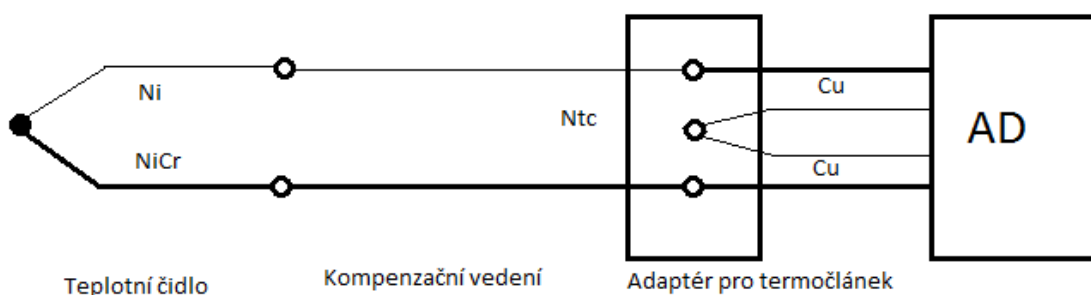 Ni
Cu
Ntc
AD
NiCr
Cu
Teplotní čidlo
Kompenzační vedení
Adaptér pro termočlánek